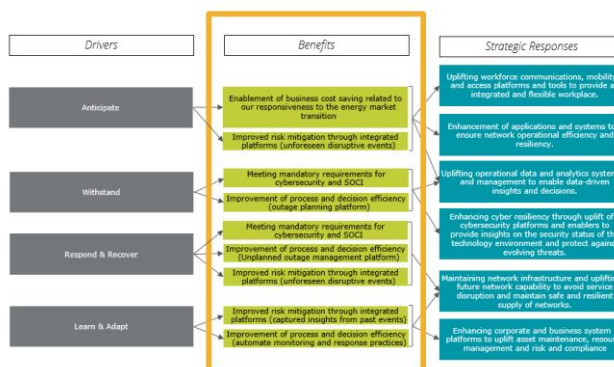 Drivers
Benefits
Strategic Responses
Anticipate
Enablement of business cost saving related to
our responsiveness to the energy market
transition
Improved risk mitigation through integrated
platforms (unforeseen disruptive events)
Withstand
Meeting mandatory requirements for
cybersecurity and SOCI
Improvement of process and decision efficiency
(outage planning platform)
Respond & Recover
Meeting mandatory requirements for
cybersecurity and SOCI
Improvement of process and decision efficiency
(Unplanned outage management platform)
Improved risk mitigation through integrated
platforms (unforeseen disruptive events)
Learn & Adapt
Improved risk mitigation through integrated
platforms (captured insights from past events)
Improvement of process and decision efficiency
(automate monitoring and response practices)
Uplifting workforce communications, mobility
and access platforms and tools to provide a
integrated and flexible workplace.
Enhancement of applications and systems to
ensure network operational efficiency and
resiliency.
Uplifting operational data and analytics system
and management to enable data-driven
insights and decisions.
Enhancing cyber resiliency through uplift of
cybersecurity platforms and enablers to
provide insights on the security status of th
technology environment and protect agains
evolving threats.
Maintaining network infrastructure and upliftin
future network capability to avoid service
disruption and maintain safe and resilient
supply of networks.
Enhancing corporate and business system
platforms to uplift asset maintenance, resour
management and risk and compliance